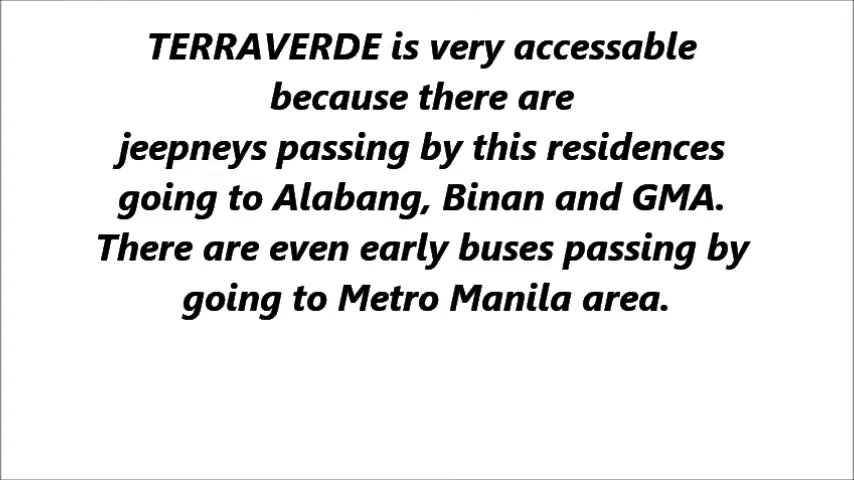 TERRAVERDE is very accessable
because there are
jeepneys passing by this residences
going to Alabang, Binan and GMA.
There are even early buses passing by
going to Metro Manila area.